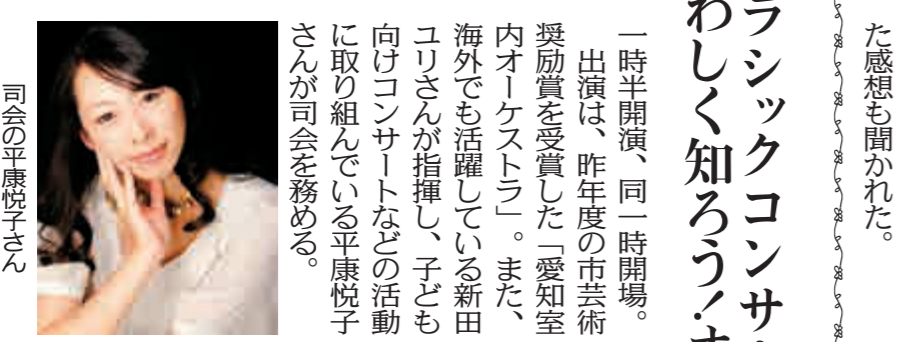 た感想も聞かれた。
ラシックコンサ
わしく知ろう！オ
一時半開演、同一時開場。
出演は、昨年度の市芸術
奨励賞を受賞した「愛知室
内オーケストラ」。また、
海外でも活躍している新田
ユリさんが指揮し、子ども
向けコンサートなどの活動
に取り組んでいる平康悦子
さんが司会を務める。
司会の平康悦子さん